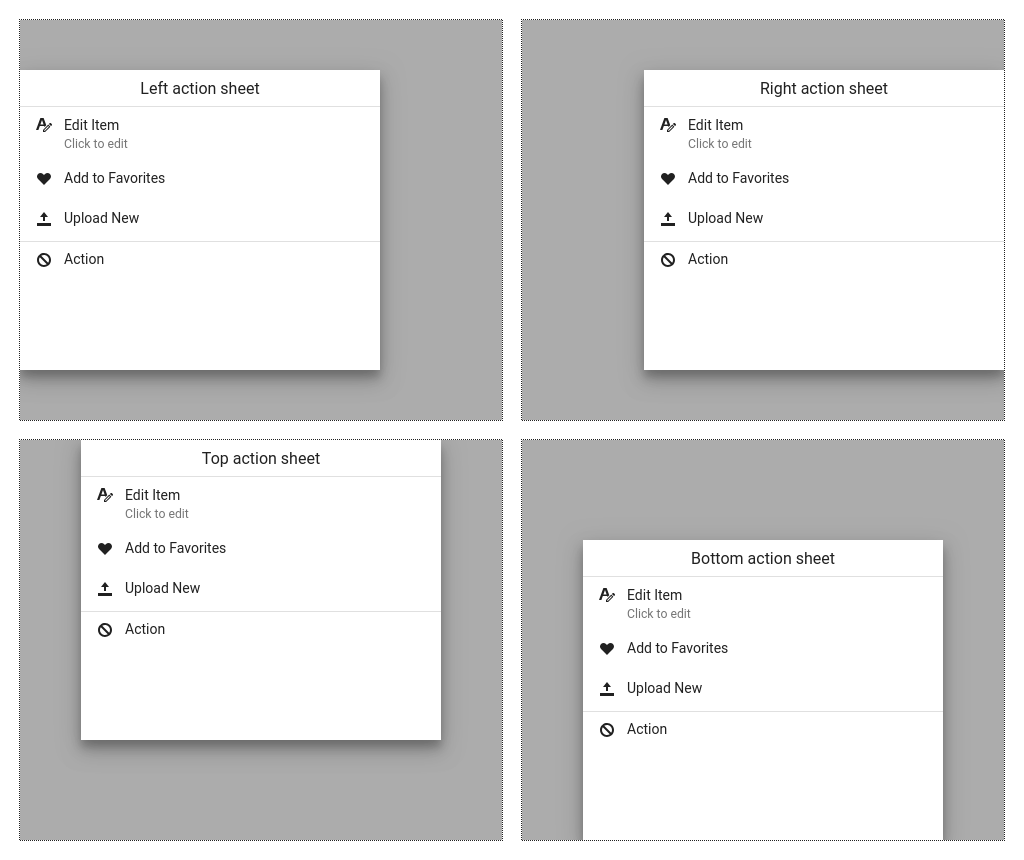 Left action sheet
Edit Item
Click to edit
Add to Favorites
Upload New
Action
Right action sheet
Edit Item
Click to edit
Add to Favorites
Upload New
Action
Top action sheet
Edit Item
Click to edit
Add to Favorites
Upload New
Action
Bottom action sheet
Edit Item
Click to edit
Add to Favorites
Upload New
Action